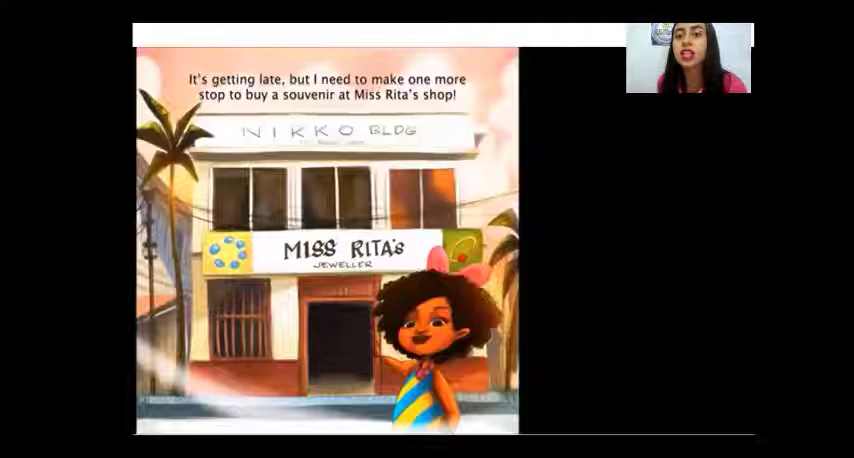 It's getting late, but I need to make one more
stop to buy a souvenir at Miss Rita's shop!
NIKKO BLDG
MISS RITA'S
JEWELLER